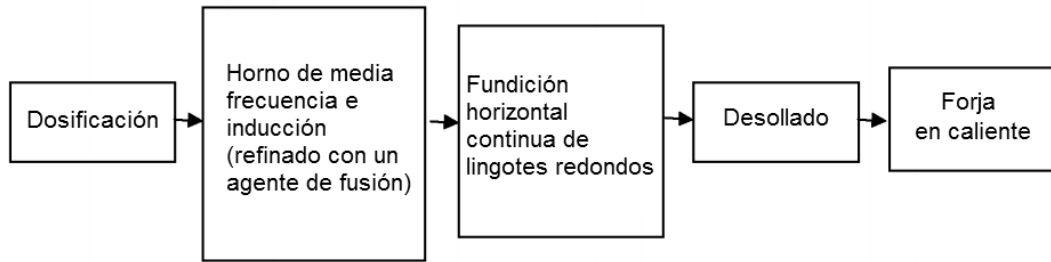 Dosificación
Horno de media
frecuencia e
inducción
(refinado con un
agente de fusión)
Fundición
horizontal
continua de
lingotes redondos
Desollado
Forja
en caliente